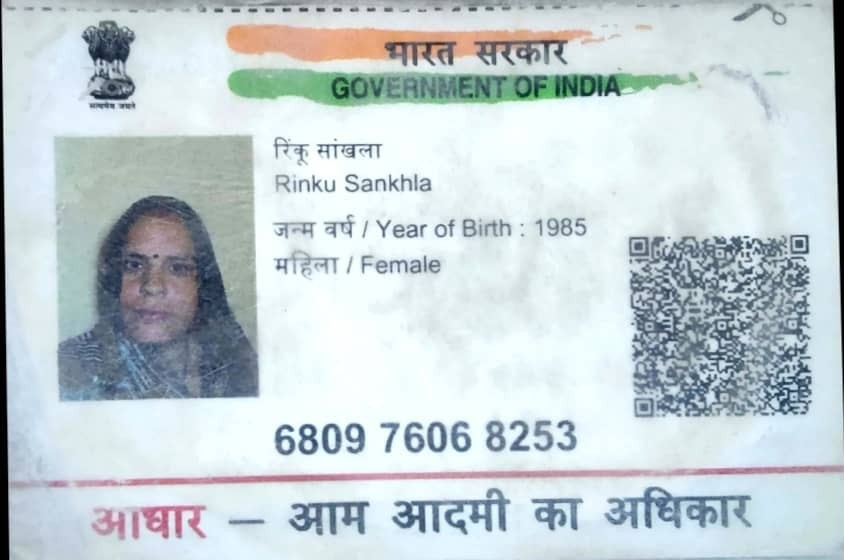 भारत सरकार
GOVERNMENT OF INDIA
सत्यमेव जयते
रिंकू सांखला
Rinku Sankhla
जन्म वर्ष / Year of Birth : 1985
महिला / Female
6809 7606 8253
आधार – आम आदमी का अधिकार